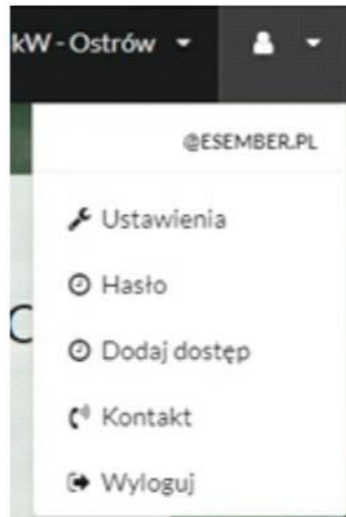 kW - Ostrów
@ESEMBER.PL
Ustawienia
Hasło
Dodaj dostęp
Kontakt
Wyloguj